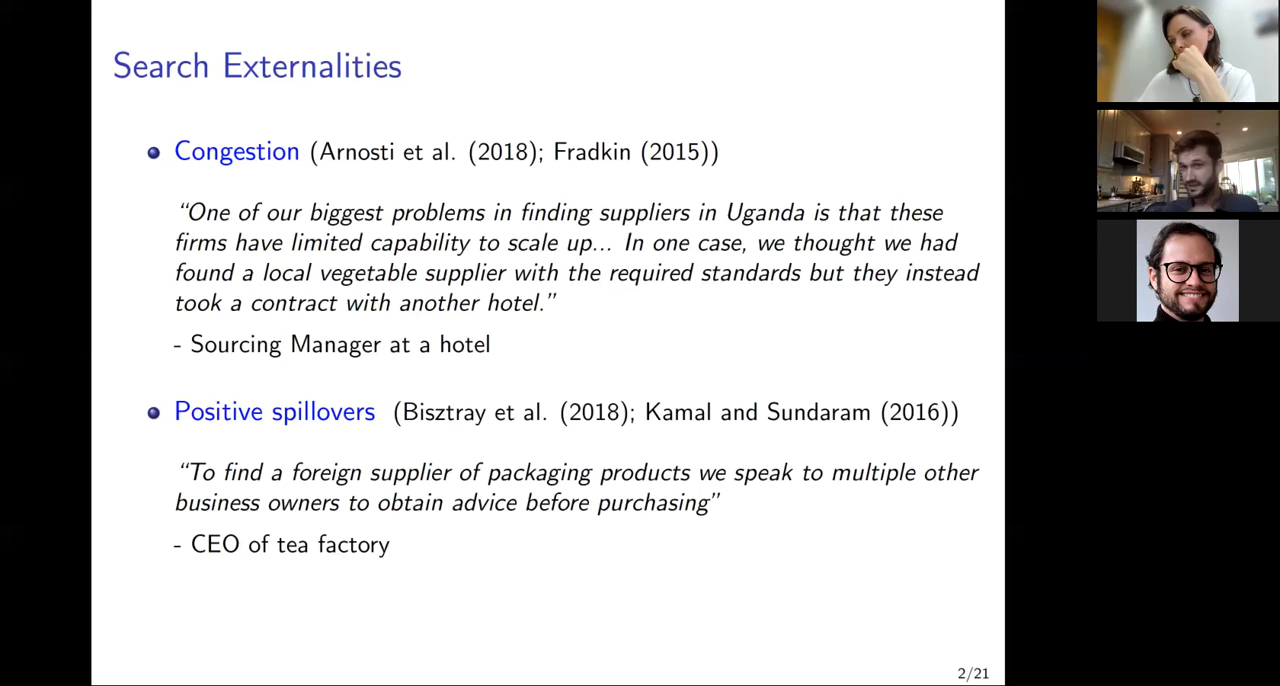 Search Externalities
Congestion (Arnosti et al. (2018); Fradkin (2015))
“One of our biggest problems in finding suppliers in Uganda is that these
firms have limited capability to scale up... In one case, we thought we had
found a local vegetable supplier with the required standards but they instead
took a contract with another hotel.”
- Sourcing Manager at a hotel
Positive spillovers (Bisztray et al. (2018); Kamal and Sundaram (2016))
“To find a foreign supplier of packaging products we speak to multiple other
business owners to obtain advice before purchasing”
- CEO of tea factory
2/21